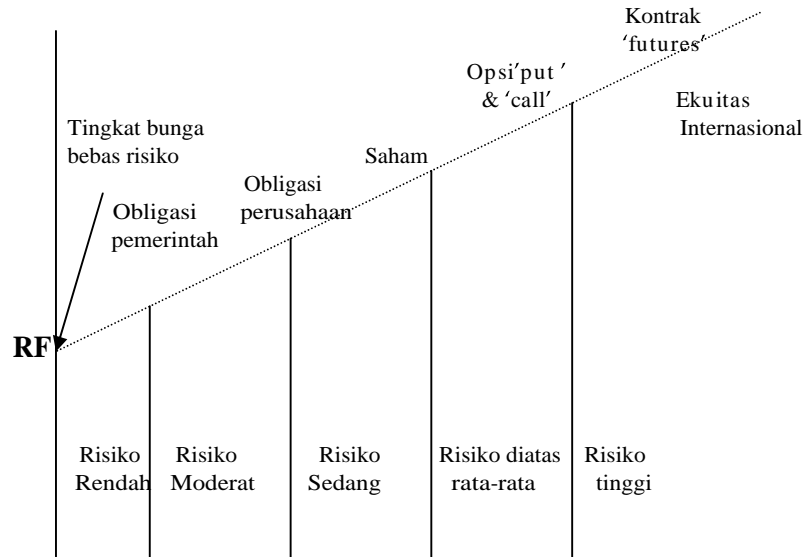 Kontrak
‘futures’
Opsi’put ’
& ‘call’
Ekuitas
Internasional
Tingkat bunga
bebas risiko
Saham
Obligasi
perusahaan
Obligasi
pemerintah
RF
Risiko
Rendah
Risiko
Moderat
Risiko
Sedang
Risiko diatas
rata-rata
Risiko
tinggi